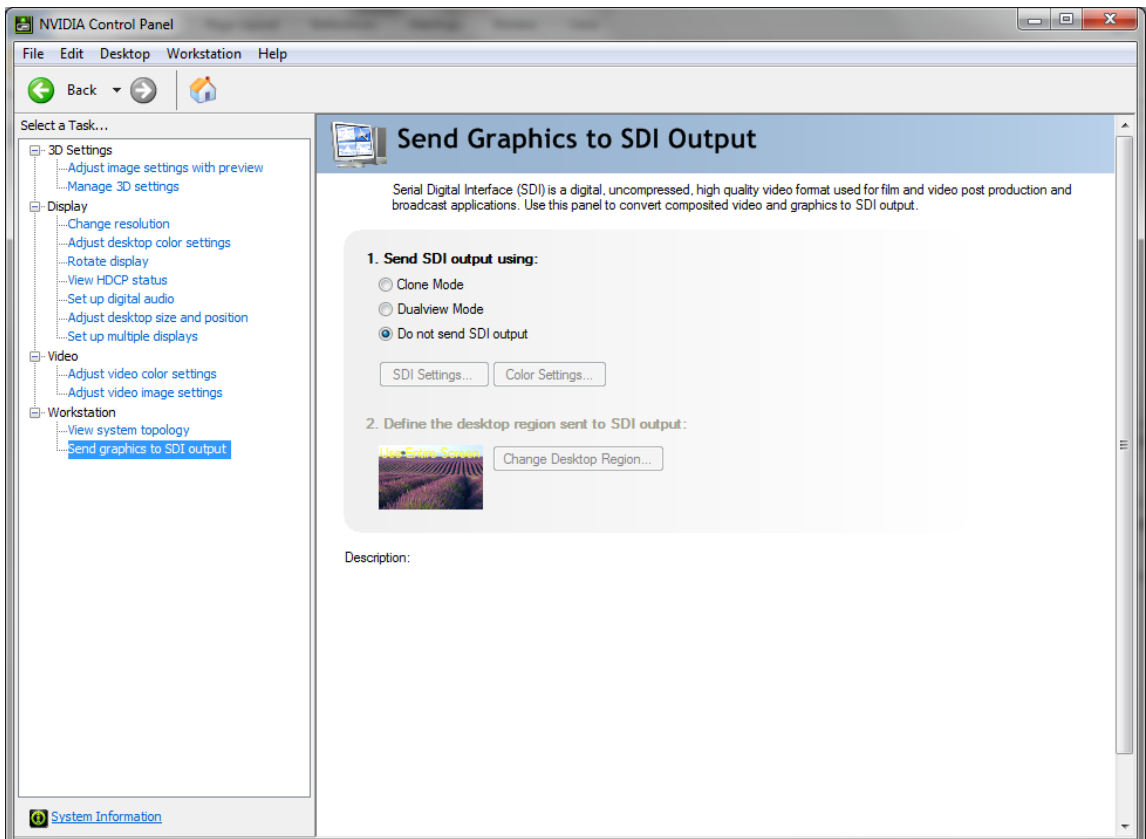 NVIDIA Control Panel
File Edit Desktop Workstation Help
Back
Select a Task...
3D Settings
Adjust image settings with preview
Manage 3D settings
Display
Change resolution
Adjust desktop color settings
Rotate display
View HDCP status
Set up digital audio
Adjust desktop size and position
Set up multiple displays
Video
Adjust video color settings
Adjust video image settings
Workstation
View system topology
Send graphics to SDI output
System Information
Send Graphics to SDI Output
Serial Digital Interface (SDI) is a digital, uncompressed, high quality video format used for film and video post production and
broadcast applications. Use this panel to convert composited video and graphics to SDI output.
1. Send SDI output using:
Clone Mode
Dualview Mode
Do not send SDI output
SDI Settings... Color Settings...
2. Define the desktop region sent to SDI output:
Use Entire Screen
Change Desktop Region...
Description: